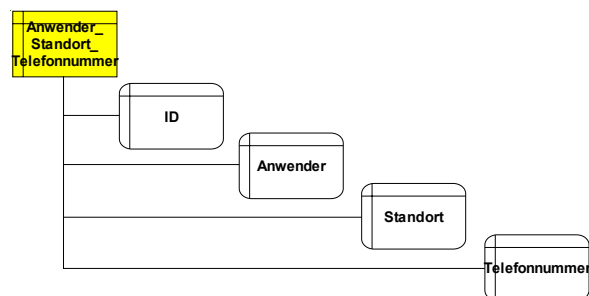 Anwender_
Standort_
Telefonnummer
ID
Anwender
Standort
Telefonnummer